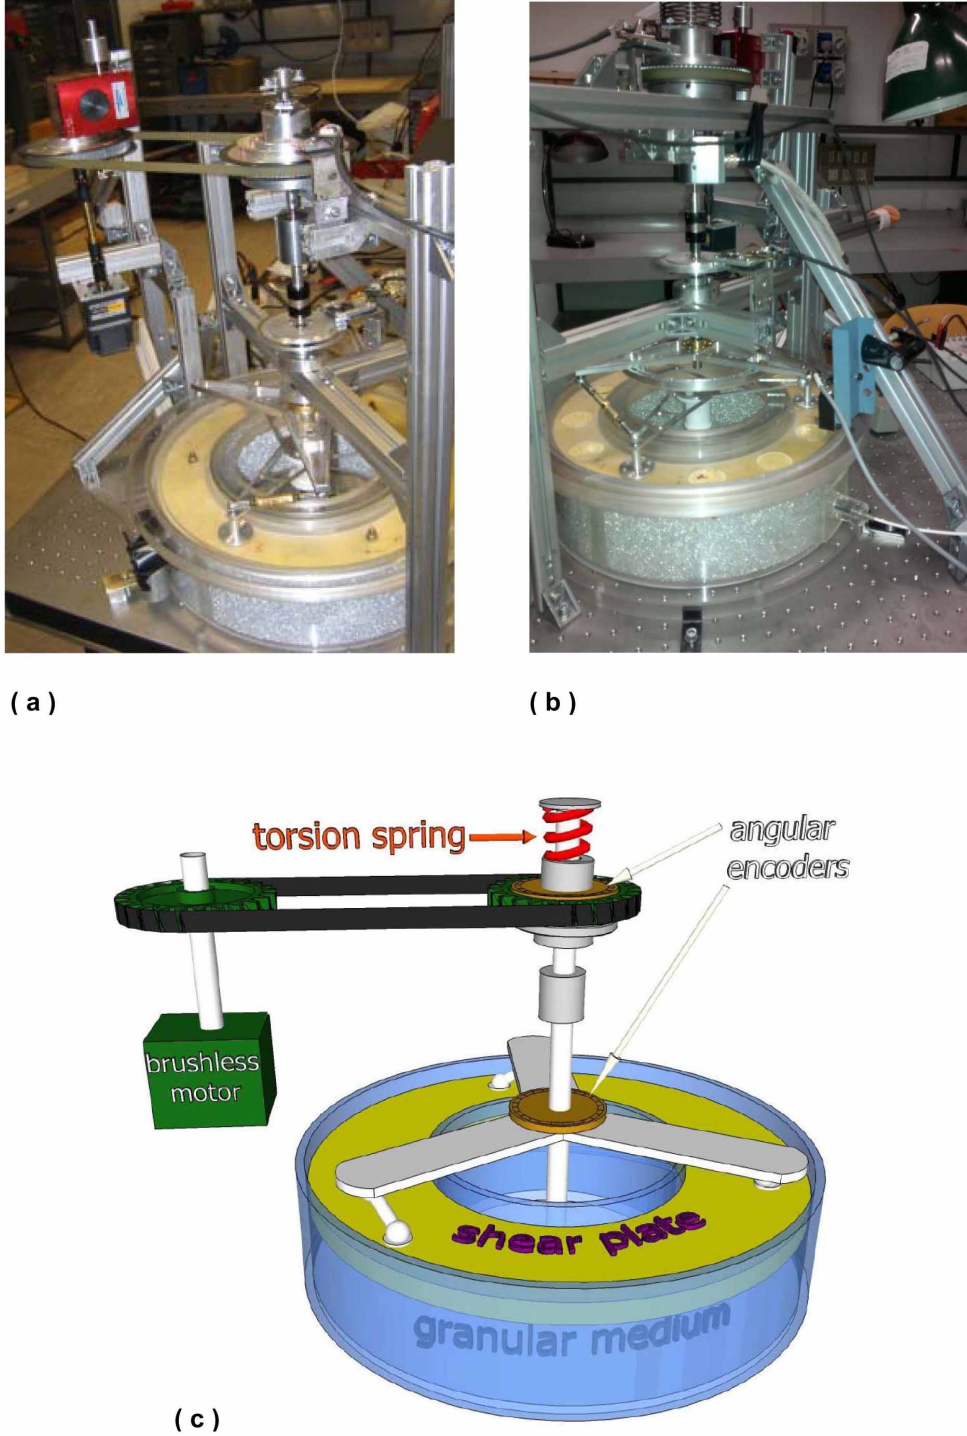 ( a )
( b )
torsion spring
angular
encoders
brushless
motor
shear plate
granular medium
( c )